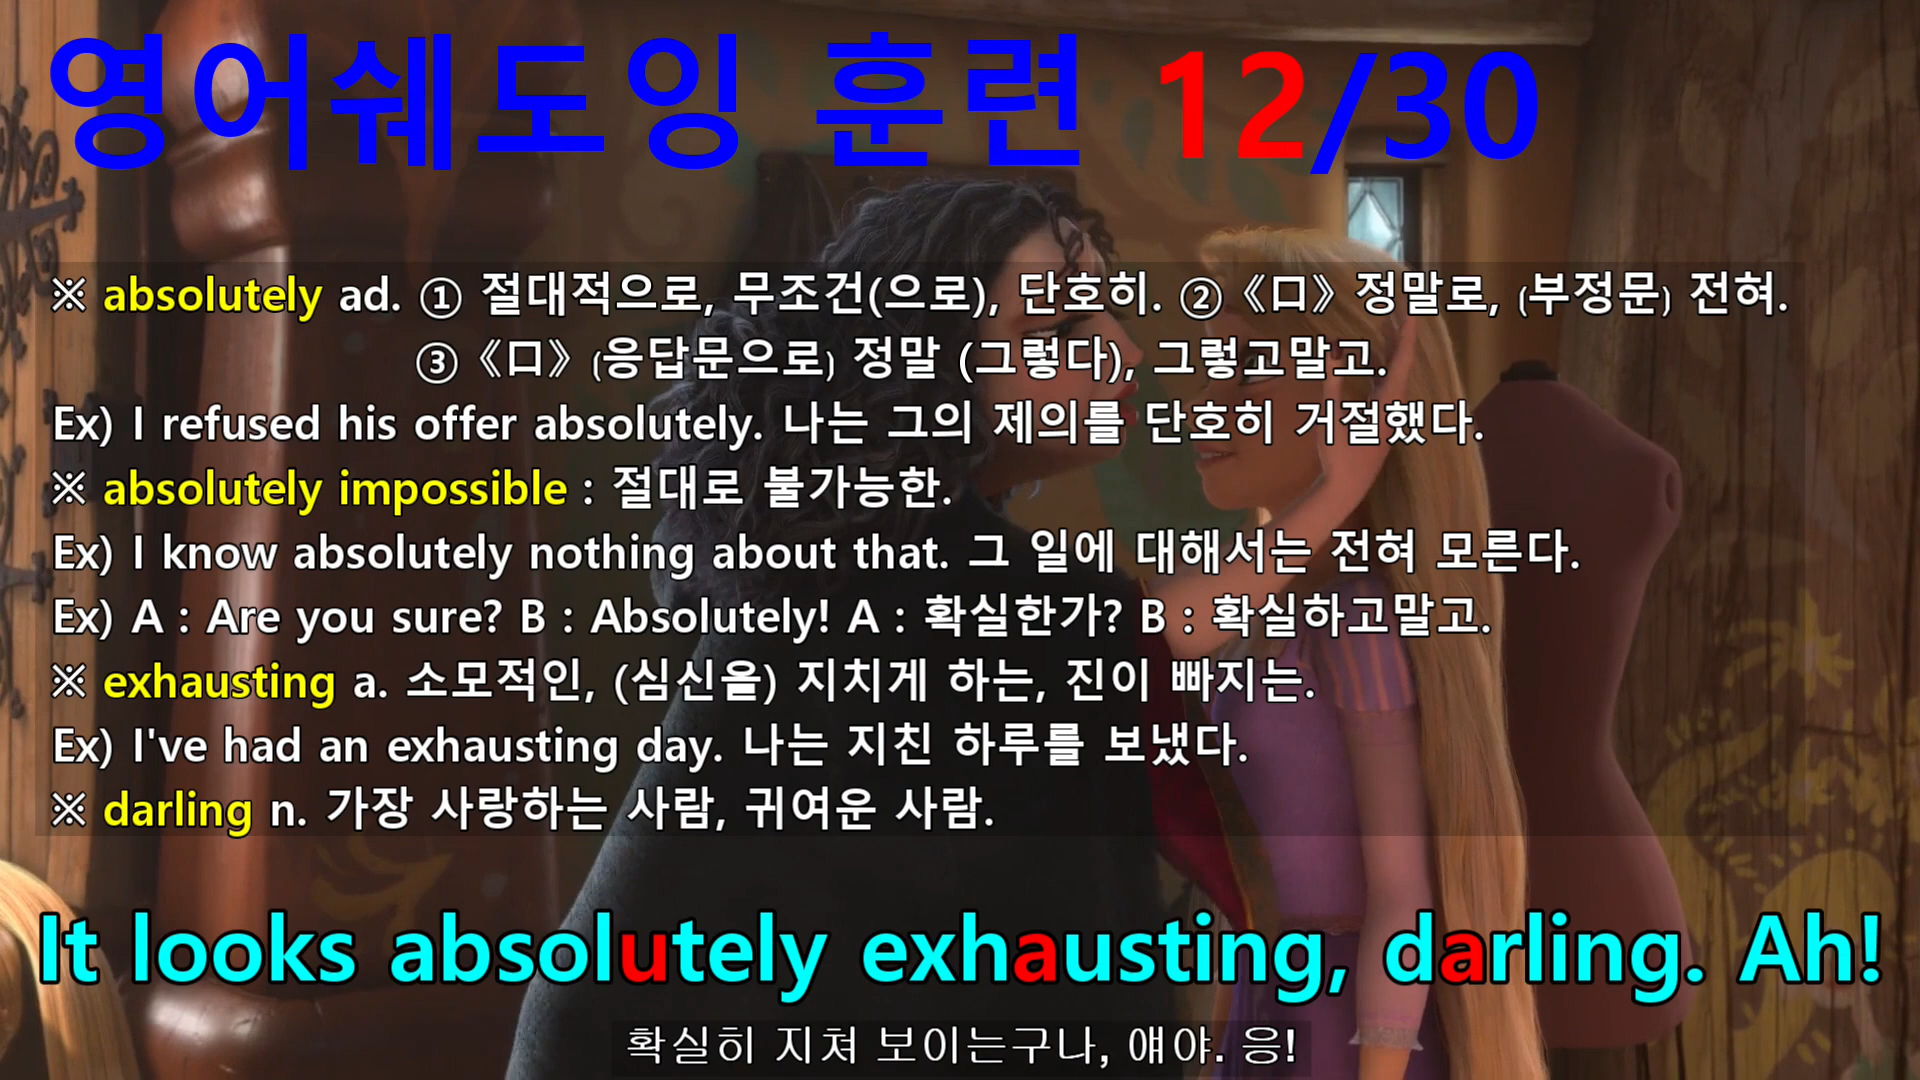 영어쉐도잉 훈련 12/30
※ absolutely ad. ① 절대적으로, 무조건(으로), 단호히. ②《口》정말로, (부정문) 전혀.
③《口》(응답문으로) 정말 (그렇다), 그렇고말고.
Ex) I refused his offer absolutely. 나는 그의 제의를 단호히 거절했다.
※ absolutely impossible : 절대로 불가능한.
Ex) I know absolutely nothing about that. 그 일에 대해서는 전혀 모른다.
Ex) A : Are you sure? B : Absolutely! A : 확실한가? B : 확실하고말고.
※ exhausting a. 소모적인, (심신을) 지치게 하는, 진이 빠지는.
Ex) I've had an exhausting day. 나는 지친 하루를 보냈다.
※ darling n. 가장 사랑하는 사람, 귀여운 사람.
It looks absolutely exhausting, darling. Ah!
확실히 지쳐 보이는구나, 얘야. 응!